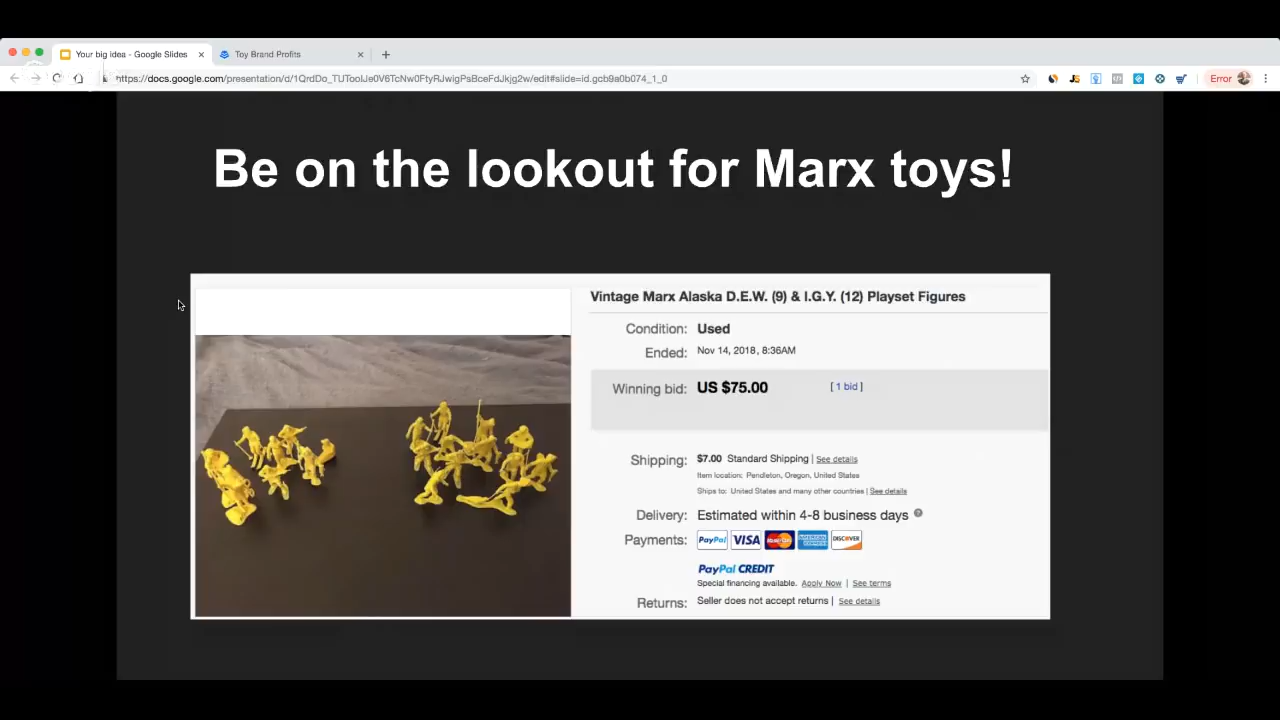 Your big idea - Google Slides
Toy Brand Profits
https://docs.google.com/presentation/d/1QrdDo_TUTooIJe0V6TcNw0FtyRJwigPsBceFdJkjg2w/edit#slide=id.gcb9a0b074_1_0
Error
Be on the lookout for Marx toys!
Vintage Marx Alaska D.E.W. (9) & I.G.Y. (12) Playset Figures
Condition: Used
Ended: Nov 14, 2018, 8:36AM
Winning bid: US $75.00 [ 1 bid ]
Shipping: $7.00 Standard Shipping | See details
Item location: Pendleton, Oregon, United States
Ships to: United States and many other countries | See details
Delivery: Estimated within 4-8 business days
Payments: PayPal VISA MasterCard AMERICAN EXPRESS DISCOVER
PayPal CREDIT
Special financing available. Apply Now | See terms
Returns: Seller does not accept returns | See details